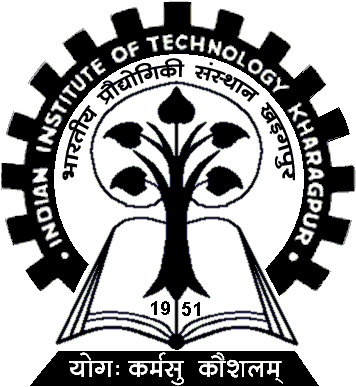 INDIAN INSTITUTE OF TECHNOLOGY KHARAGPUR
भारतीय प्रौद्योगिकी संस्थान खड़गपुर
19 51
योगः कर्मसु कौशलम्